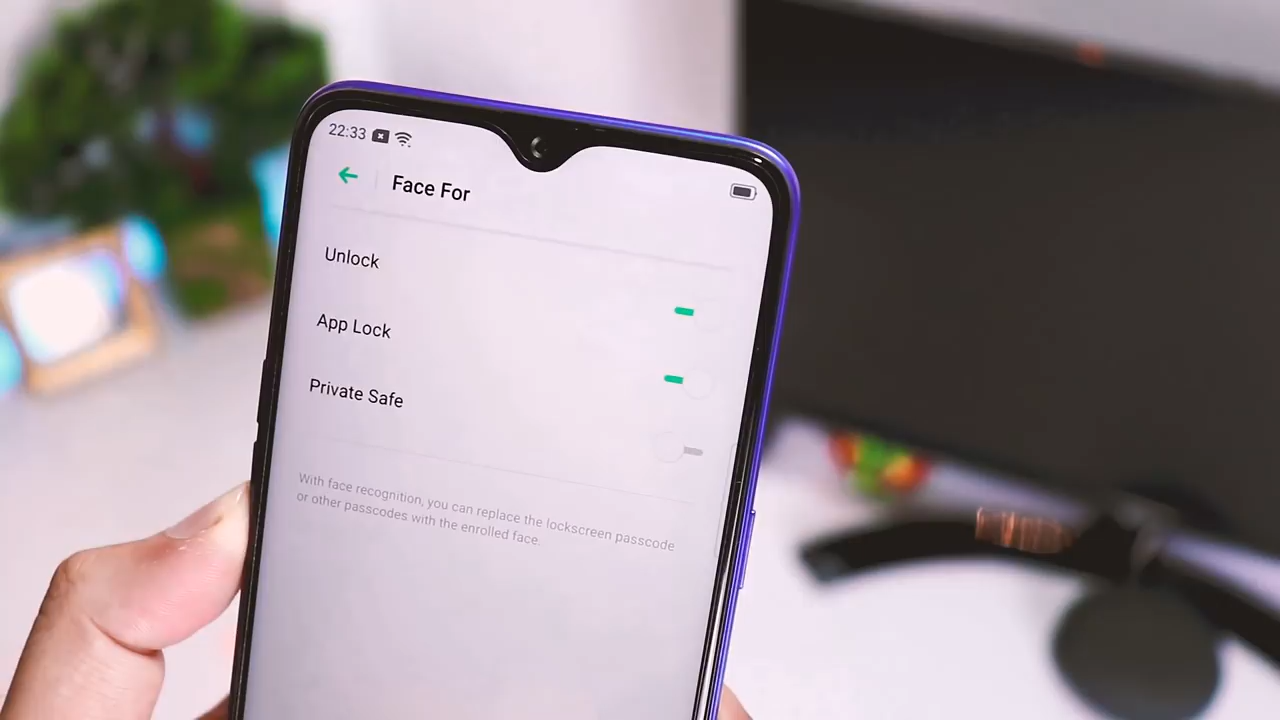 22:33
Face For
Unlock
App Lock
Private Safe
With face recognition, you can replace the lockscreen passcode
or other passcodes with the enrolled face.